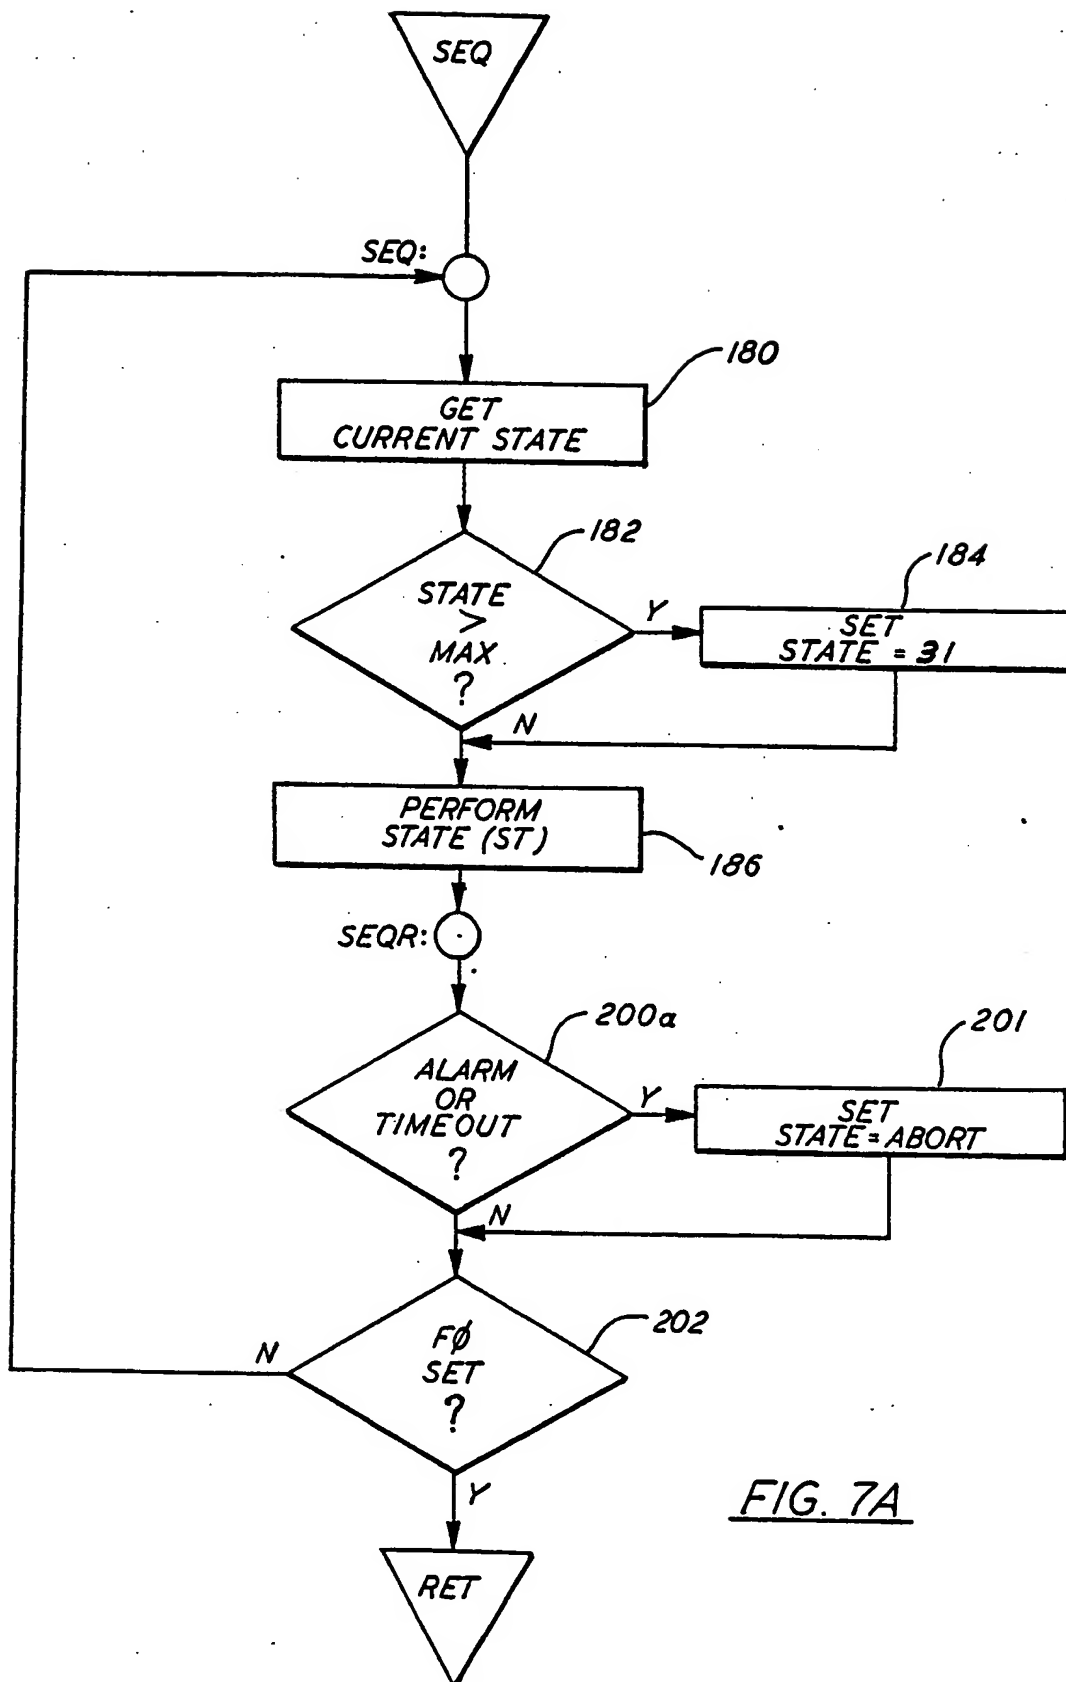 SEQ
SEQ:
180
GET
CURRENT STATE
182
STATE
>
MAX
?
Y
184
SET
STATE = 31
N
PERFORM
STATE (ST)
186
SEQR:
200a
ALARM
OR
TIMEOUT
?
Y
201
SET
STATE = ABORT
N
202
FØ
SET
?
N
Y
RET
FIG. 7A